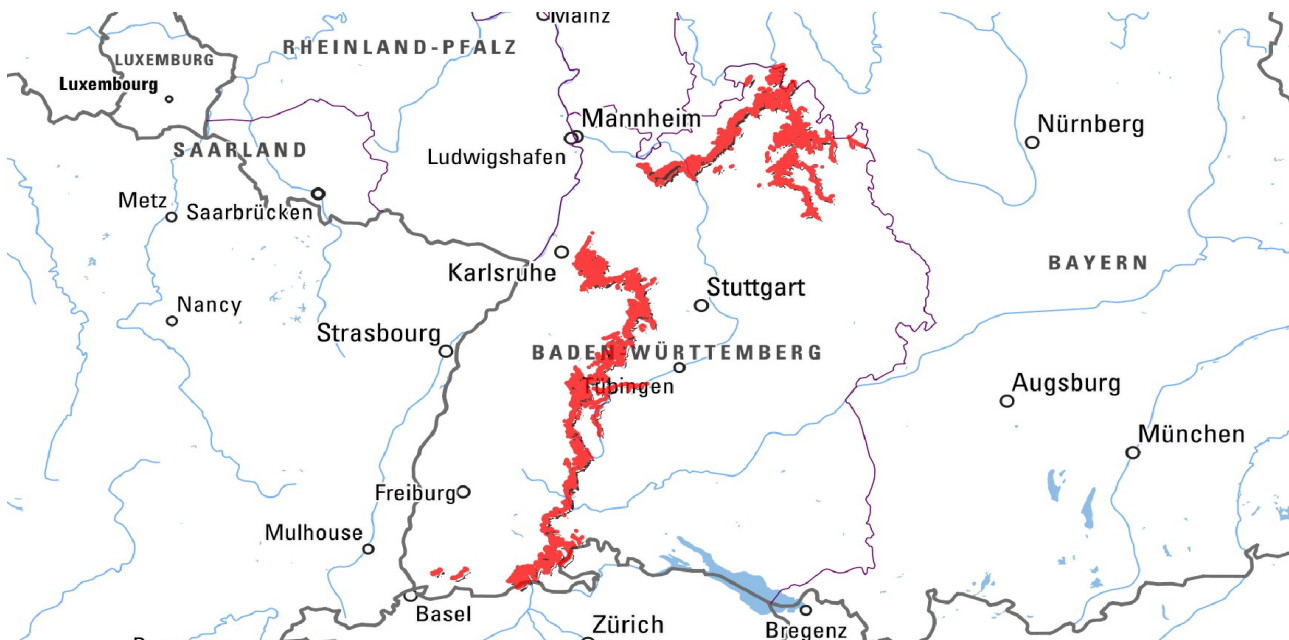 Mainz
RHEINLAND-PFALZ
LUXEMBURG
Luxembourg
Mannheim
Nürnberg
SAARLAND
Ludwigshafen
Metz
Saarbrücken
Karlsruhe
BAYERN
Nancy
Stuttgart
Strasbourg
BADEN-WÜRTTEMBERG
Tübingen
Augsburg
München
Freiburg
Mulhouse
Basel
Zürich
Bregenz